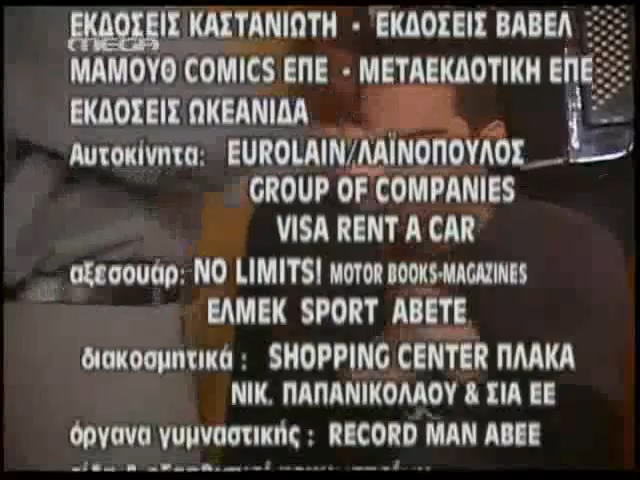 ΕΚΔΟΣΕΙΣ ΚΑΣΤΑΝΙΩΤΗ - ΕΚΔΟΣΕΙΣ ΒΑΒΕΛ
MEGA
ΜΑΜΟΥΘ COMICS ΕΠΕ - ΜΕΤΑΕΚΔΟΤΙΚΗ ΕΠΕ
ΕΚΔΟΣΕΙΣ ΩΚΕΑΝΙΔΑ
Αυτοκίνητα: EUROLAIN/ΛΑΪΝΟΠΟΥΛΟΣ
GROUP OF COMPANIES
VISA RENT A CAR
αξεσουάρ: NO LIMITS! MOTOR BOOKS-MAGAZINES
ΕΛΜΕΚ SPORT ΑΒΕΤΕ
διακοσμητικά : SHOPPING CENTER ΠΛΑΚΑ
ΝΙΚ. ΠΑΠΑΝΙΚΟΛΑΟΥ & ΣΙΑ ΕΕ
όργανα γυμναστικής : RECORD MAN ΑΒΕΕ